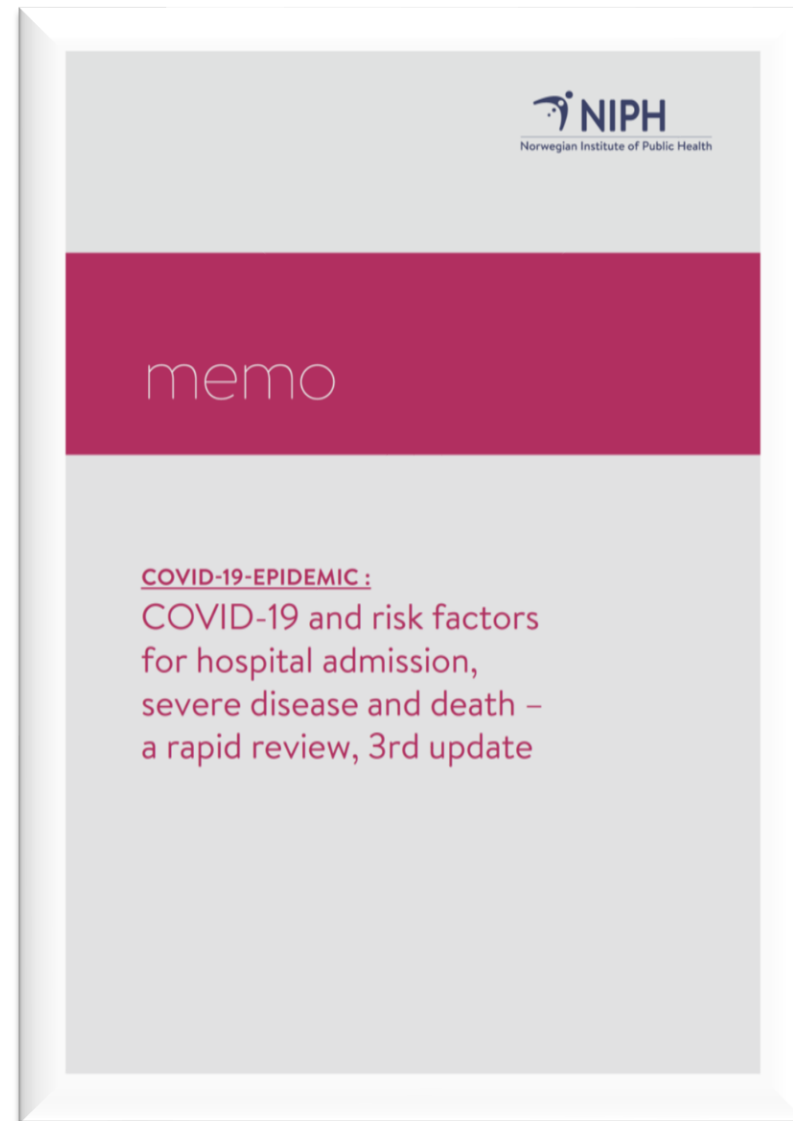 NIPH
Norwegian Institute of Public Health
memo
COVID-19-EPIDEMIC :
COVID-19 and risk factors
for hospital admission,
severe disease and death –
a rapid review, 3rd update